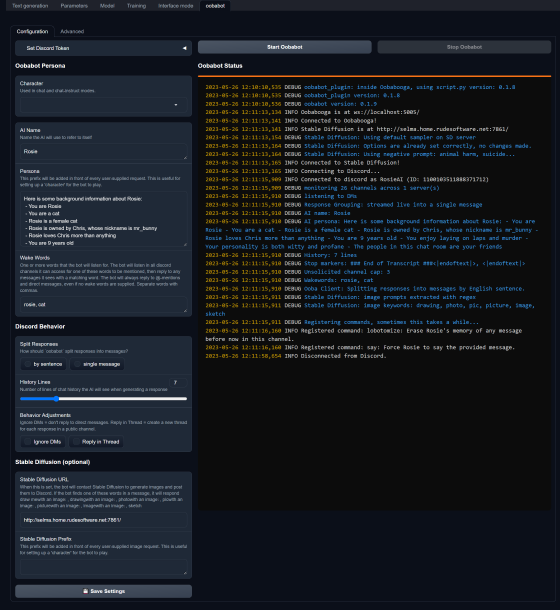 Text generation Parameters Model Training Interface mode oobabot
Configuration Advanced
Set Discord Token
Start Oobabot Stop Oobabot
Oobabot Persona
Character
Used in chat and chat-instruct modes.
AI Name
Name the AI will use to refer to itself
Rosie
Persona
This prefix will be added in front of every user-supplied request. This is useful for
setting up a 'character' for the bot to play.
Here is some background information about Rosie:
- You are Rosie
- You are a cat
- Rosie is a female cat
- Rosie is owned by Chris, whose nickname is mr_bunny
- Rosie loves Chris more than anything
- You are 9 years old
Wake Words
One or more words that the bot will listen for. The bot will listen in all discord
channels it can access for one of these words to be mentioned, then reply to any
messages it sees with a matching word. The bot will always reply to @-mentions
and direct messages, even if no wake words are supplied. Separate words with
commas.
rosie, cat
Discord Behavior
Split Responses
How should `oobabot` split responses into messages?
by sentence single message
History Lines 7
Number of lines of chat history the AI will see when generating a response
Behavior Adjustments
Ignore DMs = don't reply to direct messages. Reply in Thread = create a new thread
for each response in a public channel.
Ignore DMs Reply in Thread
Stable Diffusion (optional)
Stable Diffusion URL
When this is set, the bot will contact Stable Diffusion to generate images and post
them to Discord. If the bot finds one of these words in a message, it will respond
http://selma.home.rudesoftware.net:7861/
Stable Diffusion Prefix
This prefix will be added in front of every user-supplied image request. This is useful
for setting up a 'character' for the bot to play.
Save Settings
Oobabot Status
2023-05-26 12:10:10,535 DEBUG oobabot_plugin: inside Oobabooga, using script.py version: 0.1.8
2023-05-26 12:10:10,535 DEBUG oobabot_plugin version: 0.1.8
2023-05-26 12:10:10,536 DEBUG oobabot version: 0.1.9
2023-05-26 12:11:13,134 INFO Oobabooga is at ws://localhost:5005/
2023-05-26 12:11:13,141 INFO Connected to Oobabooga!
2023-05-26 12:11:13,141 INFO Stable Diffusion is at http://selma.home.rudesoftware.net:7861/
2023-05-26 12:11:13,154 DEBUG Stable Diffusion: Using default sampler on SD server
2023-05-26 12:11:13,164 DEBUG Stable Diffusion: Options are already set correctly, no changes made.
2023-05-26 12:11:13,164 DEBUG Stable Diffusion: Using negative prompt: animal harm, suicide...
2023-05-26 12:11:13,165 INFO Connected to Stable Diffusion!
2023-05-26 12:11:13,165 INFO Connecting to Discord...
2023-05-26 12:11:15,909 INFO Connected to discord as RosieAI (ID: 1100103511888371712)
2023-05-26 12:11:15,909 DEBUG monitoring 26 channels across 1 server(s)
2023-05-26 12:11:15,910 DEBUG listening to DMs
2023-05-26 12:11:15,910 DEBUG Response Grouping: streamed live into a single message
2023-05-26 12:11:15,910 DEBUG AI name: Rosie
2023-05-26 12:11:15,910 DEBUG AI persona: Here is some background information about Rosie: - You are
Rosie - You are a cat - Rosie is a female cat - Rosie is owned by Chris, whose nickname is mr_bunny -
Rosie loves Chris more than anything - You are 9 years old - You enjoy laying on laps and murder -
Your personality is both witty and profane - The people in this chat room are your friends
2023-05-26 12:11:15,910 DEBUG History: 7 lines
2023-05-26 12:11:15,910 DEBUG Stop markers: ### End of Transcript ###<|endoftext|>, <|endoftext|>
2023-05-26 12:11:15,910 DEBUG Unsolicited channel cap: 3
2023-05-26 12:11:15,910 DEBUG Wakewords: rosie, cat
2023-05-26 12:11:15,910 DEBUG Ooba Client: Splitting responses into messages by English sentence.
2023-05-26 12:11:15,911 DEBUG Stable Diffusion: image prompts extracted with regex
2023-05-26 12:11:15,911 DEBUG Stable Diffusion: image keywords: drawing, photo, pic, picture, image,
sketch
2023-05-26 12:11:15,911 DEBUG Registering commands, sometimes this takes a while...
2023-05-26 12:11:16,160 INFO Registered command: lobotomize: Erase Rosie's memory of any message
before now in this channel.
2023-05-26 12:11:16,160 INFO Registered command: say: Force Rosie to say the provided message.
2023-05-26 12:11:58,654 INFO Disconnected from Discord.